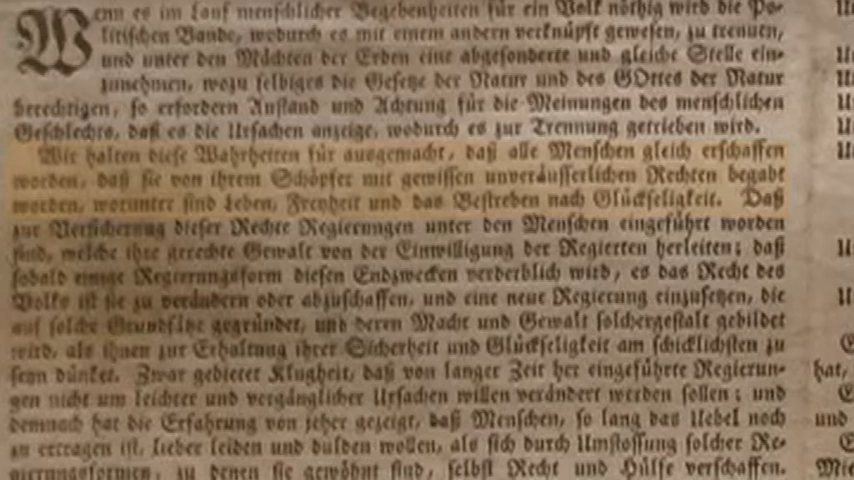 Wenn es im Lauf menschlicher Begebenheiten für ein Volk nöthig wird die Po-
litischen Bande, wodurch es mit einem andern verknüpft gewesen, zu trennen,
und unter den Mächten der Erden eine abgesonderte und gleiche Stelle ein-
zunehmen, wozu selbiges die Gesetze der Natur und des GOttes der Natur
berechtigen, so erfordern Anstand und Achtung für die Meinungen des menschlichen
Geschlechts, daß es die Ursachen anzeige, wodurch es zur Trennung getrieben wird.
Wir halten diese Wahrheiten für ausgemacht, daß alle Menschen gleich erschaffen
worden, daß sie von ihrem Schöpfer mit gewissen unveräusserlichen Rechten begabt
worden, worunter sind Leben, Freyheit und das Bestreben nach Glückseligkeit. Daß
zur Versicherung dieser Rechte Regierungen unter den Menschen eingeführt worden
sind, welche ihre gerechte Gewalt von der Einwilligung der Regierten herleiten; daß
sobald einige Regierungsform diesen Endzwecken verderblich wird, es das Recht des
Volks ist sie zu verändern oder abzuschaffen, und eine neue Regierung einzusetzen, die
auf solche Grundsätze gegründet, und deren Macht und Gewalt solchergestalt gebildet
wird, als ihnen zur Erhaltung ihrer Sicherheit und Glückseligkeit am schicklichsten zu
seyn dünket. Zwar gebietet Klugheit, daß von langer Zeit her eingeführte Regierun-
gen nicht um leichter und vergänglicher Ursachen willen verändert werden sollen; und
demnach hat die Erfahrung von jeher gezeigt, daß Menschen, so lang das Uebel noch
zu ertragen ist, lieber leiden und dulden wollen, als sich durch Umstossung solcher Re-
gierungsformen, zu denen sie gewöhnt sind, selbst Recht und Hülfe verschaffen.
hat,
und